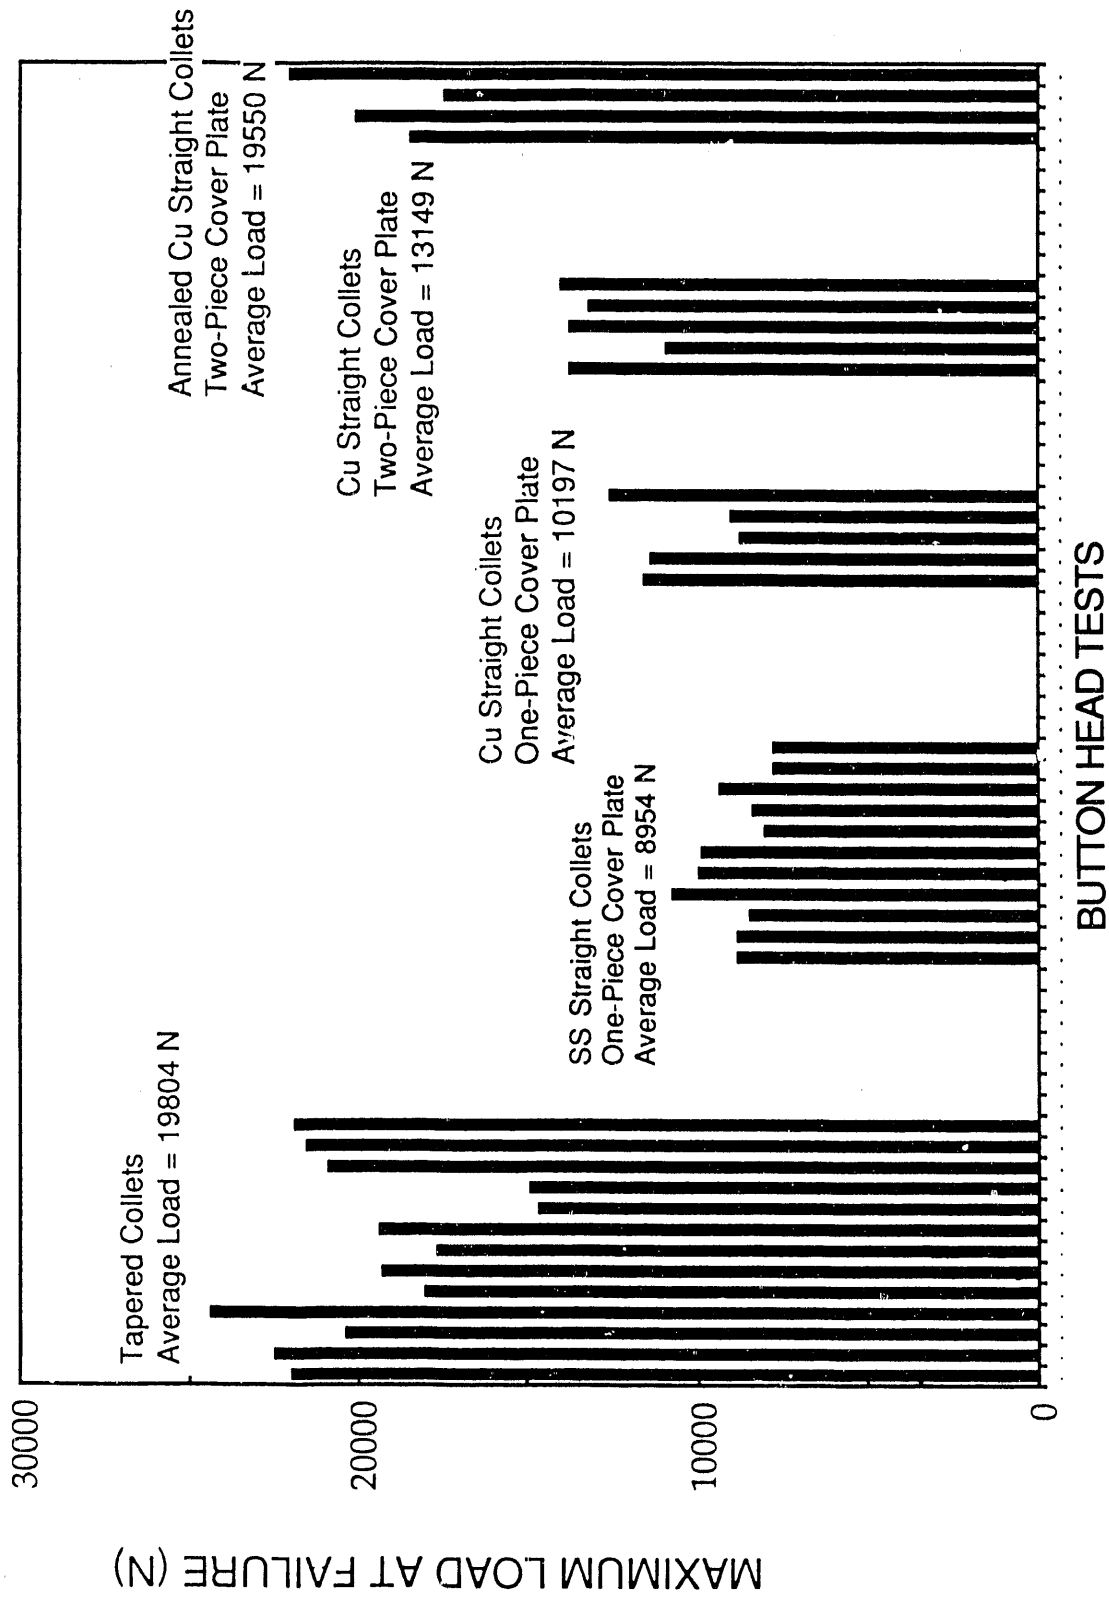 MAXIMUM LOAD AT FAILURE (N)
30000
20000
10000
0
Tapered Collets
Average Load = 19804 N
SS Straight Collets
One-Piece Cover Plate
Average Load = 8954 N
Cu Straight Collets
One-Piece Cover Plate
Average Load = 10197 N
Cu Straight Collets
Two-Piece Cover Plate
Average Load = 13149 N
Annealed Cu Straight Collets
Two-Piece Cover Plate
Average Load = 19550 N
BUTTON HEAD TESTS